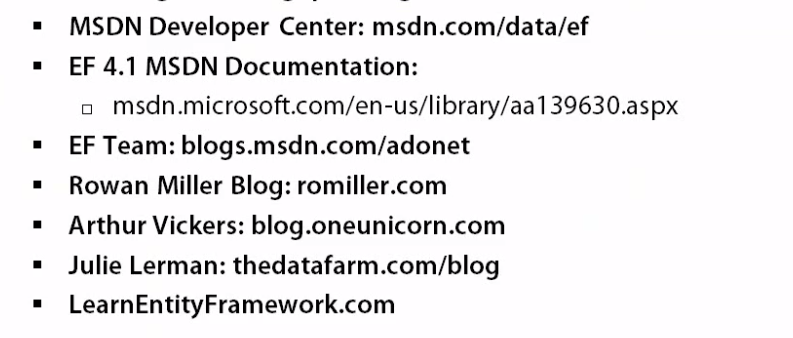 ▪ MSDN Developer Center: msdn.com/data/ef
▪ EF 4.1 MSDN Documentation:
□ msdn.microsoft.com/en-us/library/aa139630.aspx
▪ EF Team: blogs.msdn.com/adonet
▪ Rowan Miller Blog: romiller.com
▪ Arthur Vickers: blog.oneunicorn.com
▪ Julie Lerman: thedatafarm.com/blog
▪ LearnEntityFramework.com